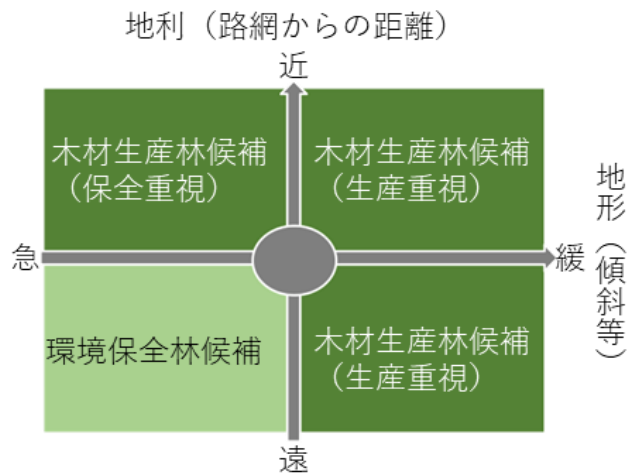 地利（路網からの距離）
近
木材生産林候補
（保全重視）
木材生産林候補
（生産重視）
急
緩
地形（傾斜等）
環境保全林候補
木材生産林候補
（生産重視）
遠